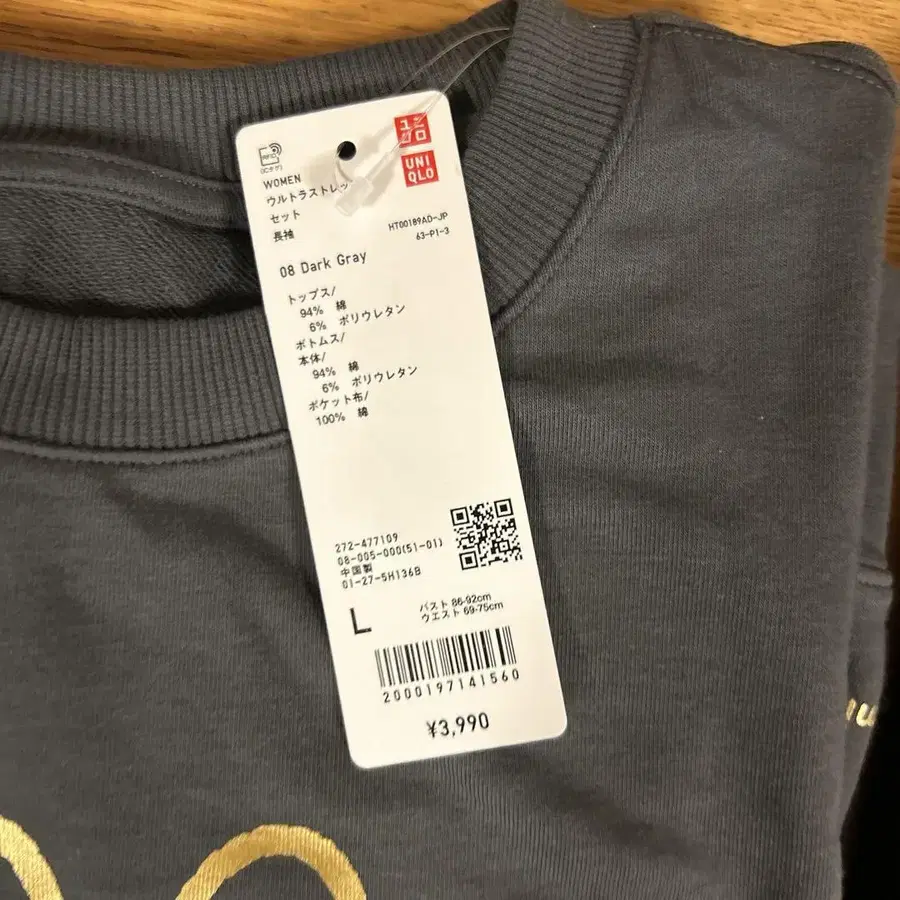 RFID
(ICタグ)
ユニ
クロ
UNI
QLO
WOMEN
ウルトラストレッ
セット
長袖
HT00189AD-JP
63-P1-3
08 Dark Gray
トップス/
94% 綿
6% ポリウレタン
ボトムス/
本体/
94% 綿
6% ポリウレタン
ポケット布/
100% 綿
272-477109
08-005-000(51-01)
中国製
01-27-5H136B
L
バスト 86-92cm
ウエスト 69-75cm
2000197141560
¥3,990